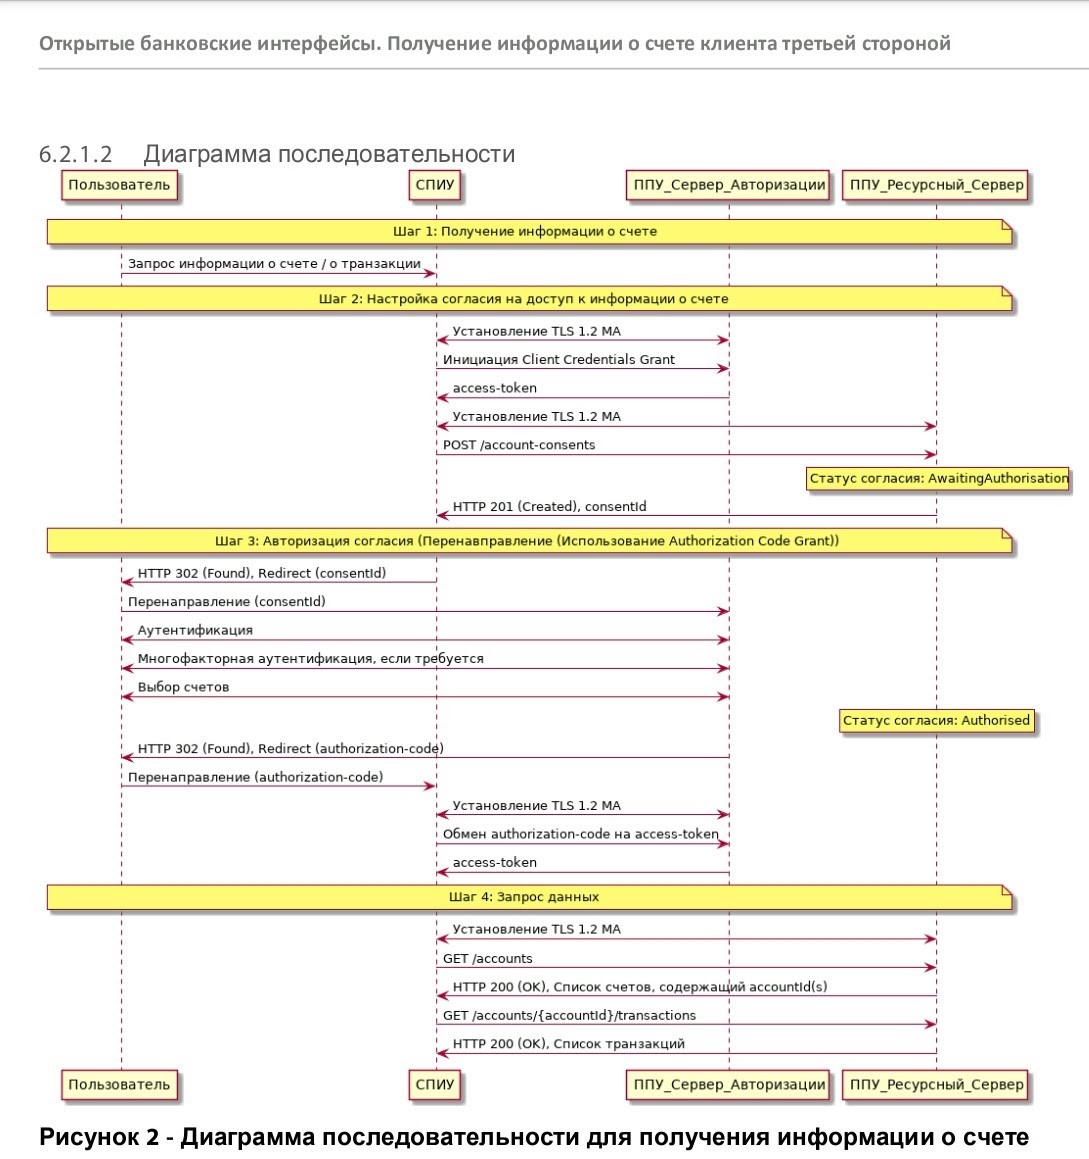 Открытые банковские интерфейсы. Получение информации о счете клиента третьей стороной
6.2.1.2 Диаграмма последовательности
Пользователь СПИУ ППУ_Сервер_Авторизации ППУ_Ресурсный_Сервер
Шаг 1: Получение информации о счете
Запрос информации о счете / о транзакции
Шаг 2: Настройка согласия на доступ к информации о счете
Установление TLS 1.2 MA
Инициация Client Credentials Grant
access-token
Установление TLS 1.2 MA
POST /account-consents
Статус согласия: AwaitingAuthorisation
HTTP 201 (Created), consentId
Шаг 3: Авторизация согласия (Перенавправление (Использование Authorization Code Grant))
HTTP 302 (Found), Redirect (consentId)
Перенаправление (consentId)
Аутентификация
Многофакторная аутентификация, если требуется
Выбор счетов
Статус согласия: Authorised
HTTP 302 (Found), Redirect (authorization-code)
Перенаправление (authorization-code)
Установление TLS 1.2 MA
Обмен authorization-code на access-token
access-token
Шаг 4: Запрос данных
Установление TLS 1.2 MA
GET /accounts
HTTP 200 (OK), Список счетов, содержащий accountId(s)
GET /accounts/{accountId}/transactions
HTTP 200 (OK), Список транзакций
Пользователь СПИУ ППУ_Сервер_Авторизации ППУ_Ресурсный_Сервер
Рисунок 2 - Диаграмма последовательности для получения информации о счете